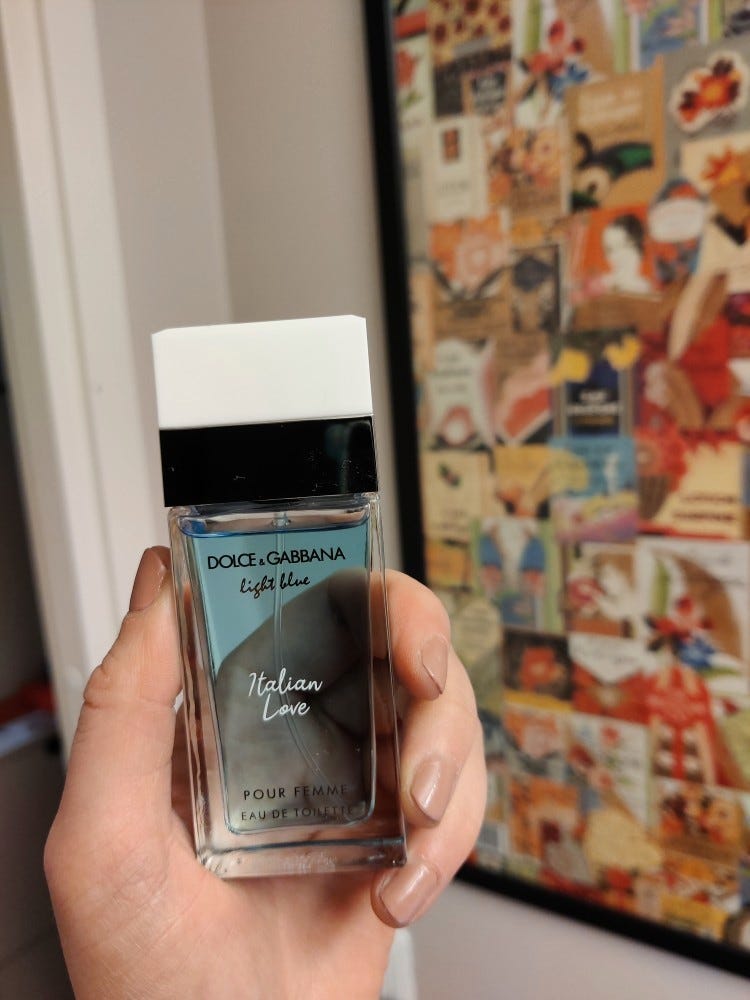 DOLCE & GABBANA
light blue
Italian
Love
POUR FEMME
EAU DE TOILETTE